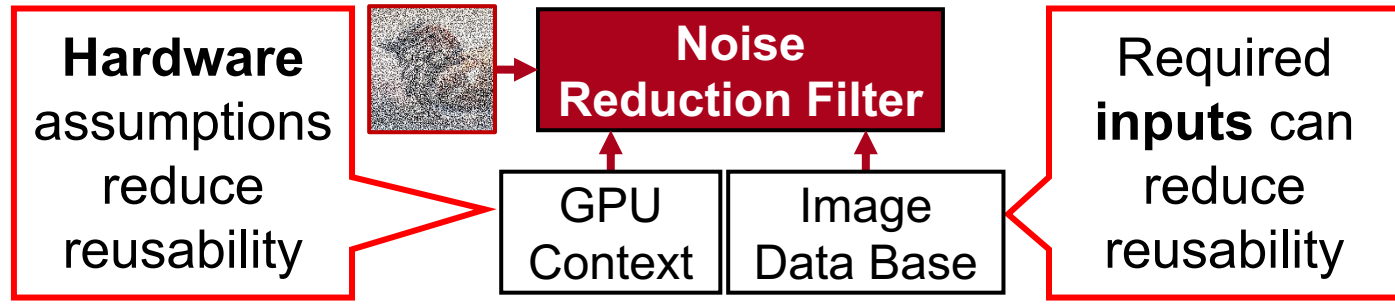 Hardware
assumptions
reduce
reusability
Noise
Reduction Filter
GPU
Context
Image
Data Base
Required
inputs can
reduce
reusability